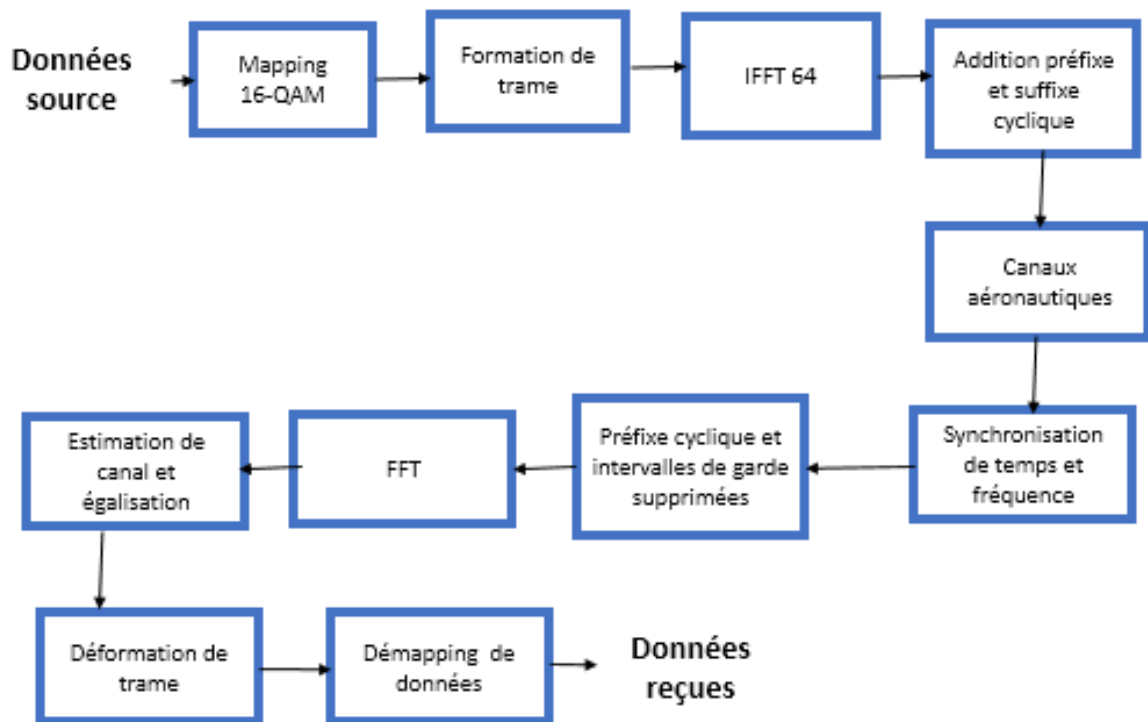 Données
source
Mapping
16-QAM
Formation de
trame
IFFT 64
Addition préfixe
et suffixe
cyclique
Canaux
aéronautiques
Synchronisation
de temps et
fréquence
Préfixe cyclique et
intervalles de garde
supprimées
FFT
Estimation de
canal et
égalisation
Déformation de
trame
Démapping de
données
Données
reçues